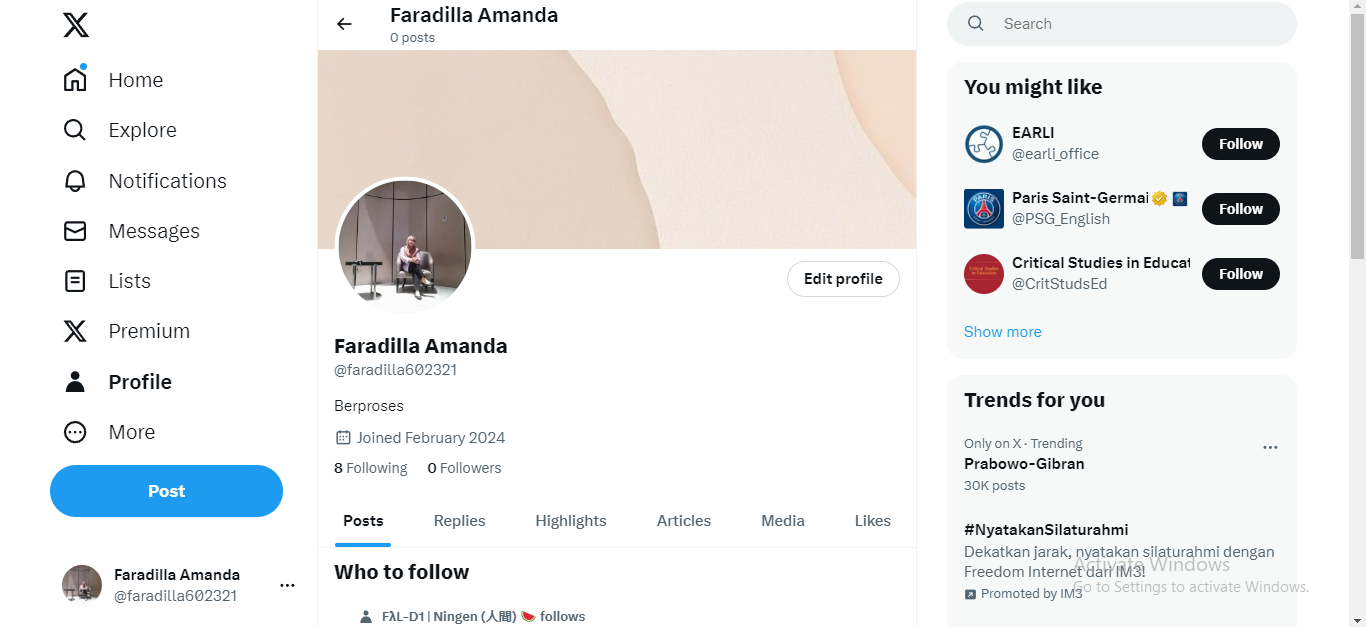 Home
Explore
Notifications
Messages
Lists
Premium
Profile
More
Post
Faradilla Amanda
@faradilla602321
Faradilla Amanda
0 posts
Edit profile
Faradilla Amanda
@faradilla602321
Berproses
Joined February 2024
8 Following 0 Followers
Posts Replies Highlights Articles Media Likes
Who to follow
FλL-D1 | Ningen (人間) 🍉 follows
Search
You might like
EARLI
@earli_office
Follow
Paris Saint-Germai
@PSG_English
Follow
Critical Studies in Educat
@CritStudsEd
Follow
Show more
Trends for you
Only on X · Trending
Prabowo-Gibran
30K posts
#NyatakanSilaturahmi
Dekatkan jarak, nyatakan silaturahmi dengan
Freedom Internet dari IM3!
Promoted by IM3
Activate Windows
Go to Settings to activate Windows.